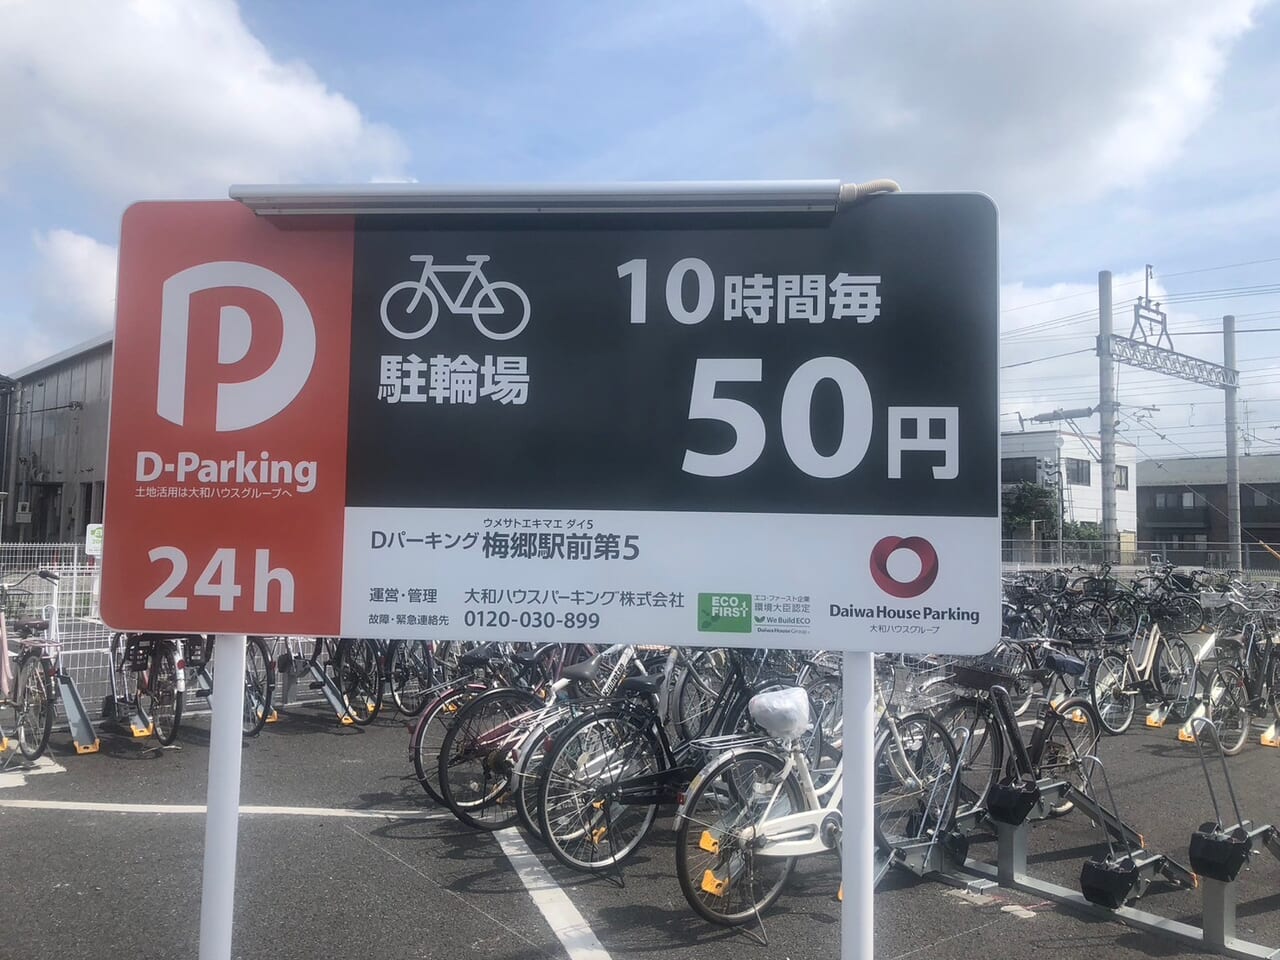 P
D-Parking
土地活用は大和ハウスグループへ
24h
駐輪場
10時間毎
50円
ウメサトエキマエ ダイ5
Dパーキング 梅郷駅前第5
運営・管理 大和ハウスパーキング株式会社
故障・緊急連絡先 0120-030-899
ECO FIRST
エコ・ファースト企業
環境大臣認定
We Build ECO
Daiwa House Group
Daiwa House Parking
大和ハウスグループ